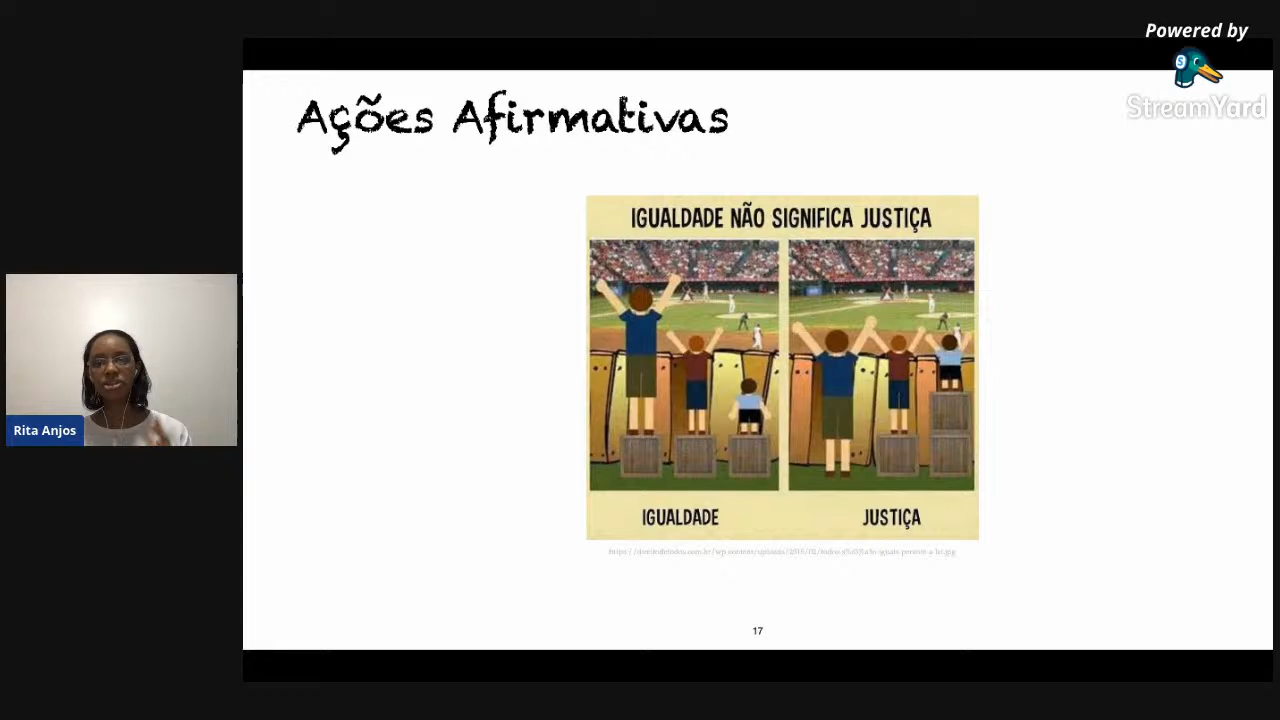 Powered by
StreamYard
Ações Afirmativas
IGUALDADE NÃO SIGNIFICA JUSTIÇA
IGUALDADE
JUSTIÇA
Rita Anjos
17